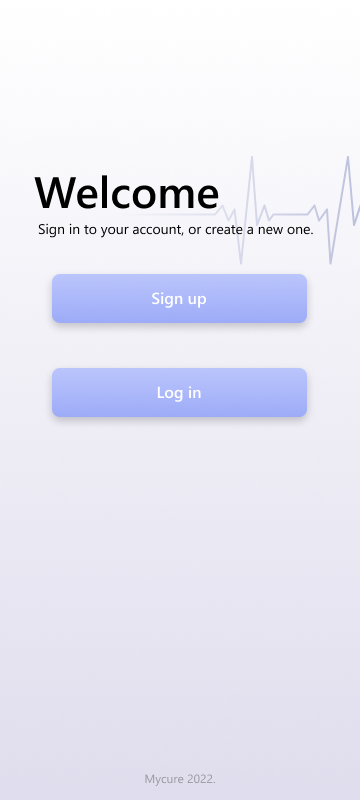 Welcome
Sign in to your account, or create a new one.
Sign up
Log in
Mycure 2022.